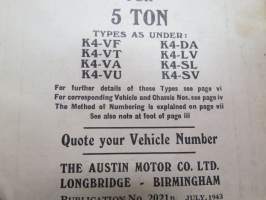 5 TON
TYPES AS UNDER:
K4-VF K4-DA
K4-VT K4-LV
K4-VA K4-SL
K4-VU K4-SV
For further details of these Types see page vi
For corresponding Vehicle and Chassis Nos. see page iv
The Method of Numbering is explained on page vii
See also note at foot of page iii
Quote your Vehicle Number
THE AUSTIN MOTOR CO. LTD.
LONGBRIDGE - BIRMINGHAM
PUBLICATION No. 2021B JULY, 1943